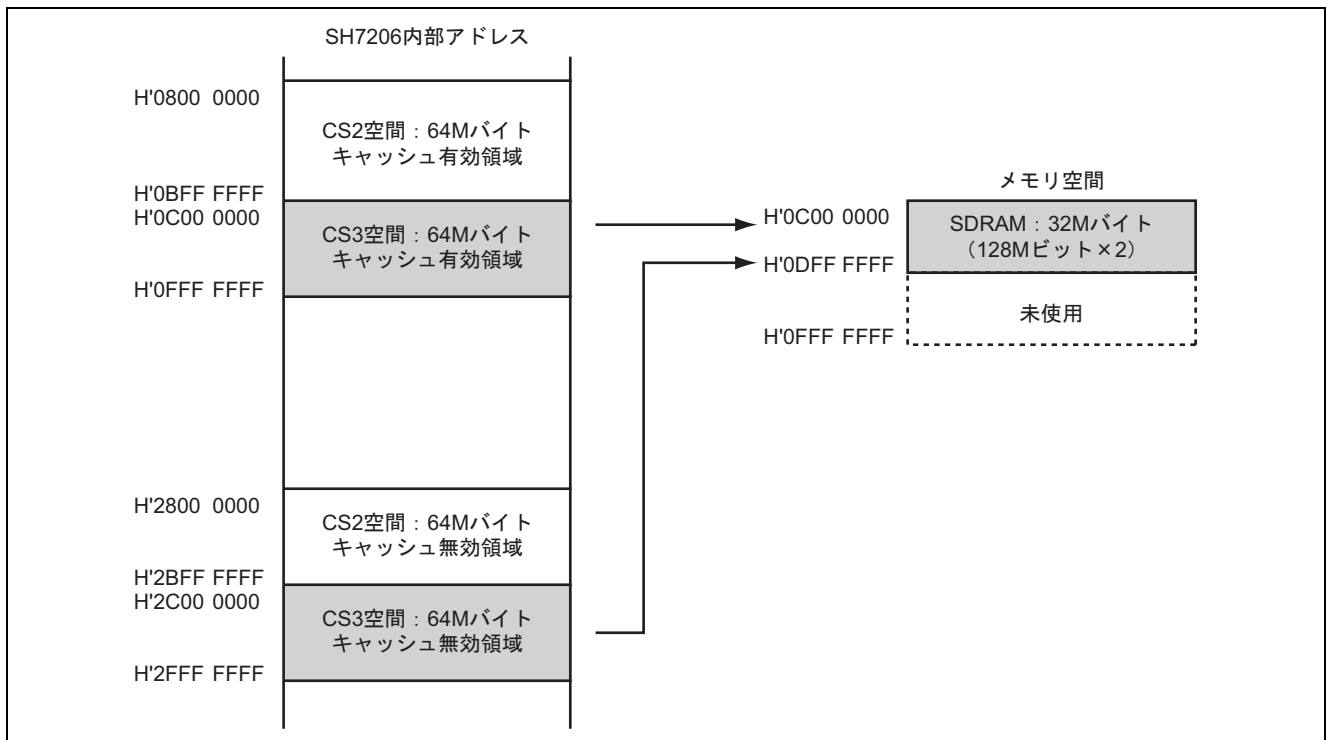 SH7206内部アドレス
H'0800 0000
CS2空間：64Mバイト
キャッシュ有効領域
H'0BFF FFFF
H'0C00 0000
CS3空間：64Mバイト
キャッシュ有効領域
H'0FFF FFFF
H'2800 0000
CS2空間：64Mバイト
キャッシュ無効領域
H'2BFF FFFF
H'2C00 0000
CS3空間：64Mバイト
キャッシュ無効領域
H'2FFF FFFF
メモリ空間
H'0C00 0000
SDRAM：32Mバイト
（128Mビット×2）
H'0DFF FFFF
未使用
H'0FFF FFFF